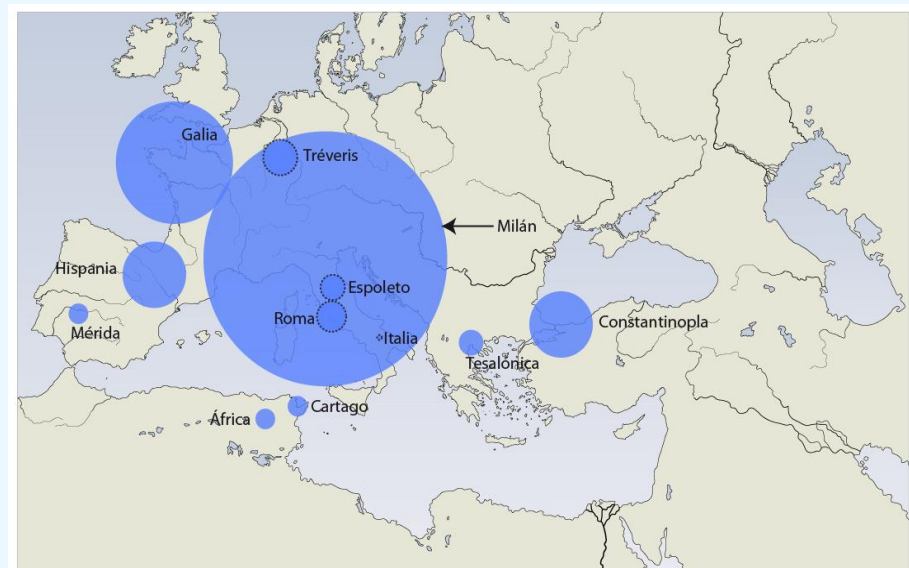 Galia
Tréveris
Milán
Hispania
Espoleto
Roma
Italia
Constantinopla
Mérida
Tesalónica
Cartago
África